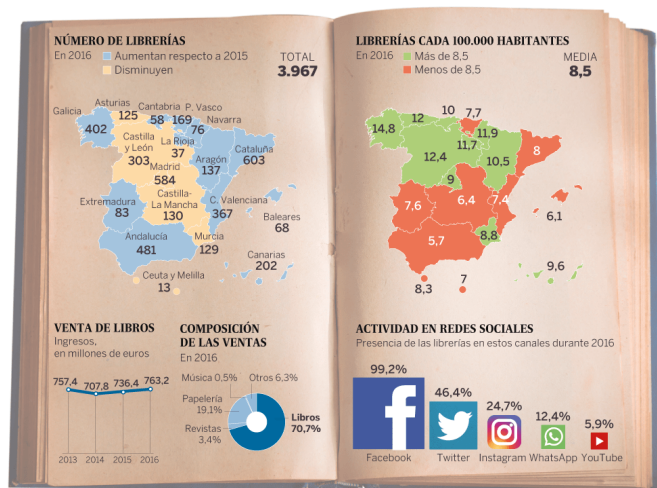 NÚMERO DE LIBRERÍAS
En 2016
Aumentan respecto a 2015
Disminuyen
TOTAL
3.967
Galicia
402
Asturias
125
Cantabria
58
P. Vasco
169
Navarra
76
Castilla
y León
303
La Rioja
37
Aragón
137
Cataluña
603
Madrid
584
Castilla-
La Mancha
130
C. Valenciana
367
Extremadura
83
Baleares
68
Andalucía
481
Murcia
129
Canarias
202
Ceuta y Melilla
13
VENTA DE LIBROS
Ingresos,
en millones de euros
757,4
707,8
736,4
763,2
2013
2014
2015
2016
COMPOSICIÓN
DE LAS VENTAS
En 2016
Música 0,5%
Otros 6,3%
Papelería
19,1%
Revistas
3,4%
Libros
70,7%
LIBRERÍAS CADA 100.000 HABITANTES
En 2016
Más de 8,5
Menos de 8.5
MEDIA
8,5
14,8
12
10
7,7
11,9
11,7
12,4
10,5
8
9
7,6
6,4
7,4
6,1
5,7
8,8
9,6
8,3
7
ACTIVIDAD EN REDES SOCIALES
Presencia de las librerías en estos canales durante 2016
99,2%
Facebook
46,4%
Twitter
24,7%
Instagram
12,4%
WhatsApp
5,9%
YouTube